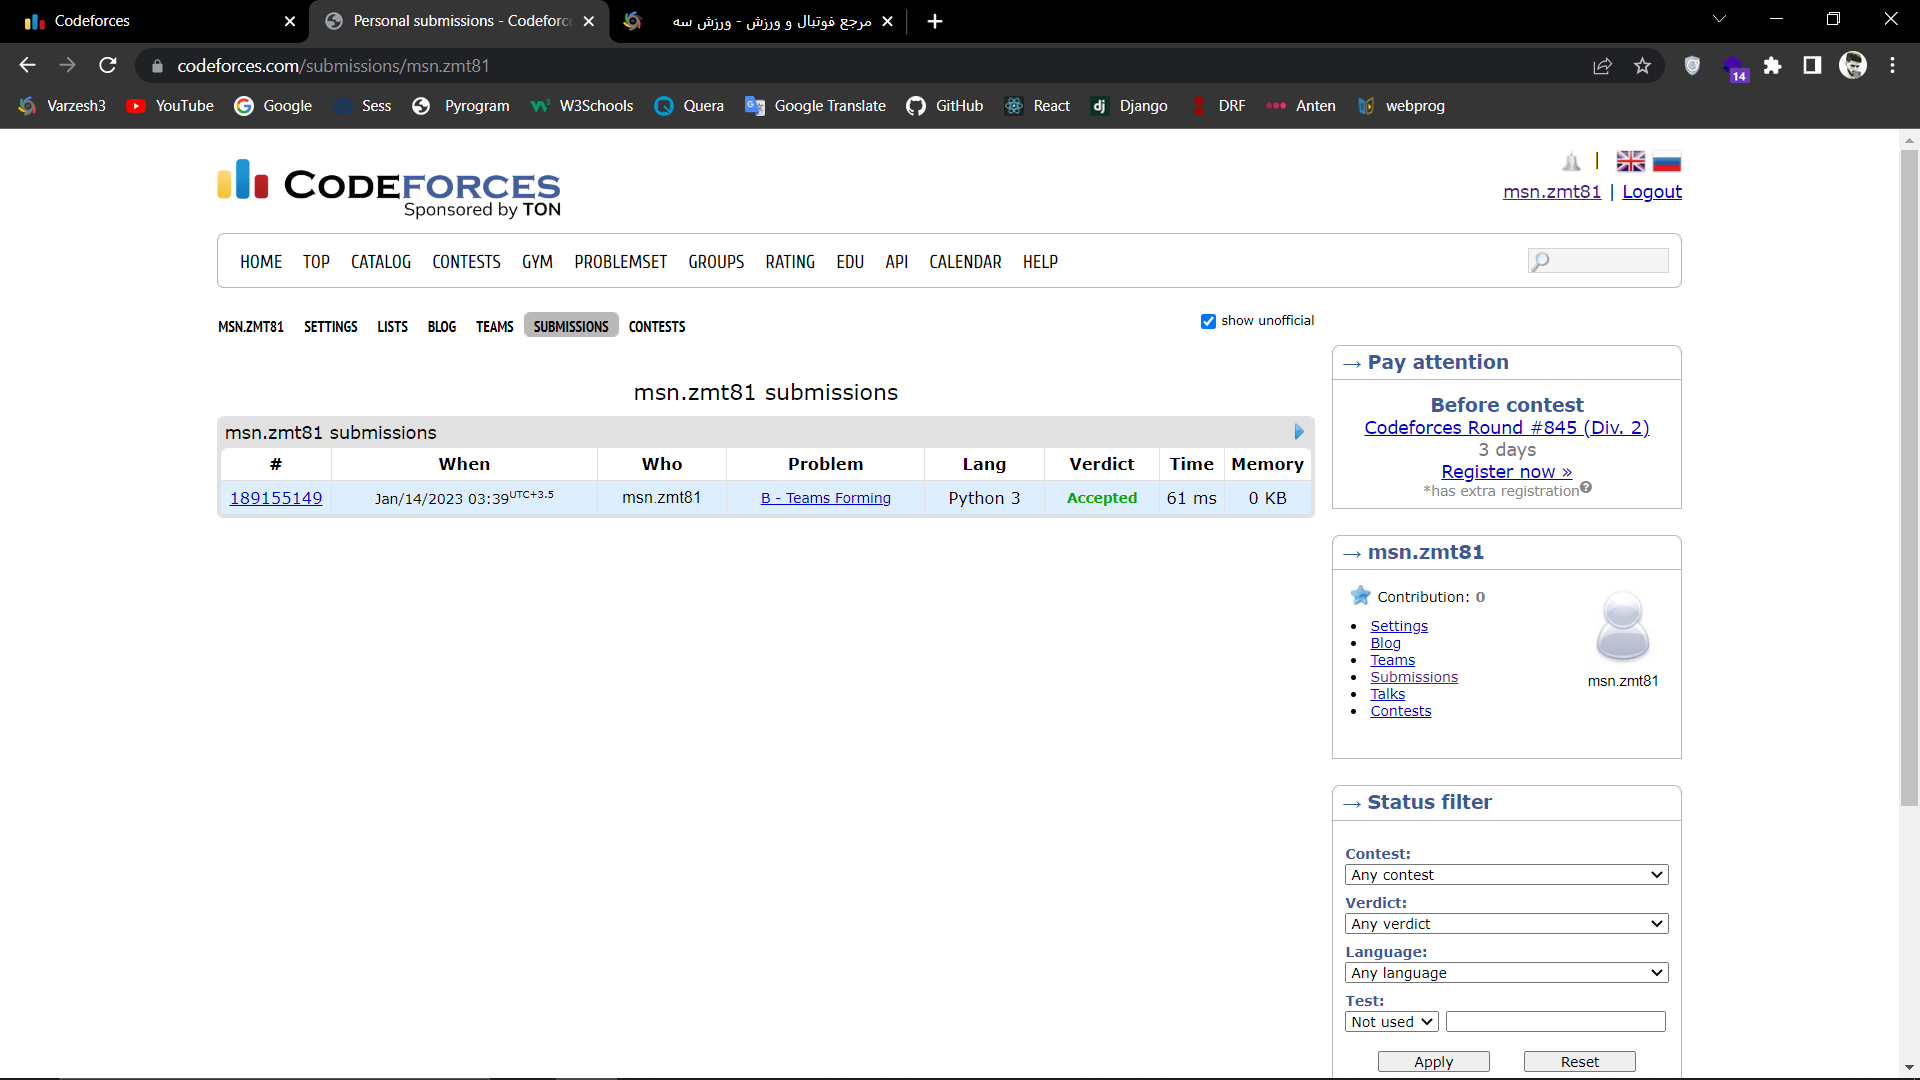 Codeforces
Personal submissions - Codeforc
مرجع فوتبال و ورزش - ورزش سه
codeforces.com/submissions/msn.zmt81
14
Varzesh3 YouTube Google Sess Pyrogram W3Schools Quera Google Translate GitHub React Django DRF Anten webprog
CODEFORCES
Sponsored by TON
msn.zmt81 | Logout
HOME TOP CATALOG CONTESTS GYM PROBLEMSET GROUPS RATING EDU API CALENDAR HELP
MSN.ZMT81 SETTINGS LISTS BLOG TEAMS SUBMISSIONS CONTESTS
show unofficial
msn.zmt81 submissions
msn.zmt81 submissions
# When Who Problem Lang Verdict Time Memory
189155149 Jan/14/2023 03:39UTC+3.5 msn.zmt81 B - Teams Forming Python 3 Accepted 61 ms 0 KB
→ Pay attention
Before contest
Codeforces Round #845 (Div. 2)
3 days
Register now »
*has extra registration?
→ msn.zmt81
Contribution: 0
Settings
Blog
Teams
Submissions
Talks
Contests
msn.zmt81
→ Status filter
Contest:
Any contest
Verdict:
Any verdict
Language:
Any language
Test:
Not used
Apply Reset